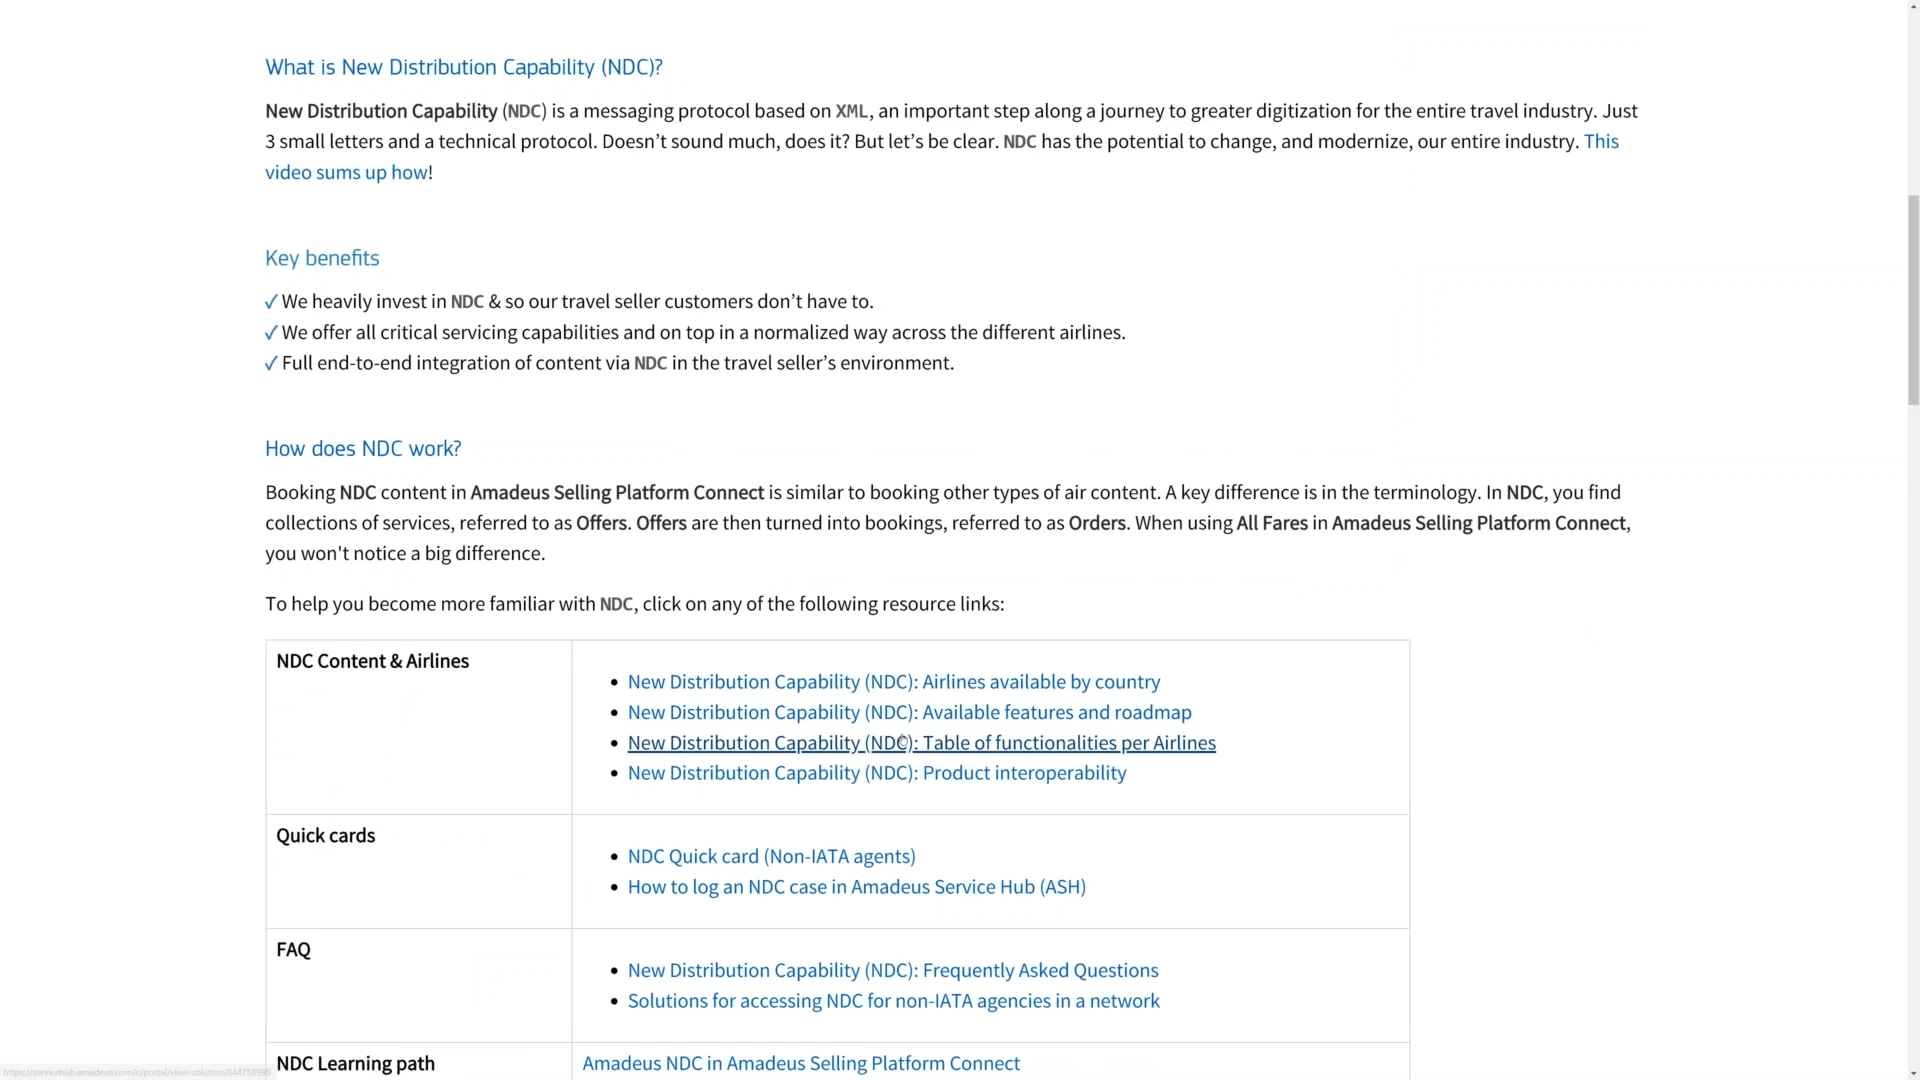 What is New Distribution Capability (NDC)?
New Distribution Capability (NDC) is a messaging protocol based on XML, an important step along a journey to greater digitization for the entire travel industry. Just
3 small letters and a technical protocol. Doesn’t sound much, does it? But let’s be clear. NDC has the potential to change, and modernize, our entire industry. This
video sums up how!
Key benefits
✓ We heavily invest in NDC & so our travel seller customers don’t have to.
✓ We offer all critical servicing capabilities and on top in a normalized way across the different airlines.
✓ Full end-to-end integration of content via NDC in the travel seller’s environment.
How does NDC work?
Booking NDC content in Amadeus Selling Platform Connect is similar to booking other types of air content. A key difference is in the terminology. In NDC, you find
collections of services, referred to as Offers. Offers are then turned into bookings, referred to as Orders. When using All Fares in Amadeus Selling Platform Connect,
you won't notice a big difference.
To help you become more familiar with NDC, click on any of the following resource links:
NDC Content & Airlines
• New Distribution Capability (NDC): Airlines available by country
• New Distribution Capability (NDC): Available features and roadmap
• New Distribution Capability (NDC): Table of functionalities per Airlines
• New Distribution Capability (NDC): Product interoperability
Quick cards
• NDC Quick card (Non-IATA agents)
• How to log an NDC case in Amadeus Service Hub (ASH)
FAQ
• New Distribution Capability (NDC): Frequently Asked Questions
• Solutions for accessing NDC for non-IATA agencies in a network
NDC Learning path
Amadeus NDC in Amadeus Selling Platform Connect